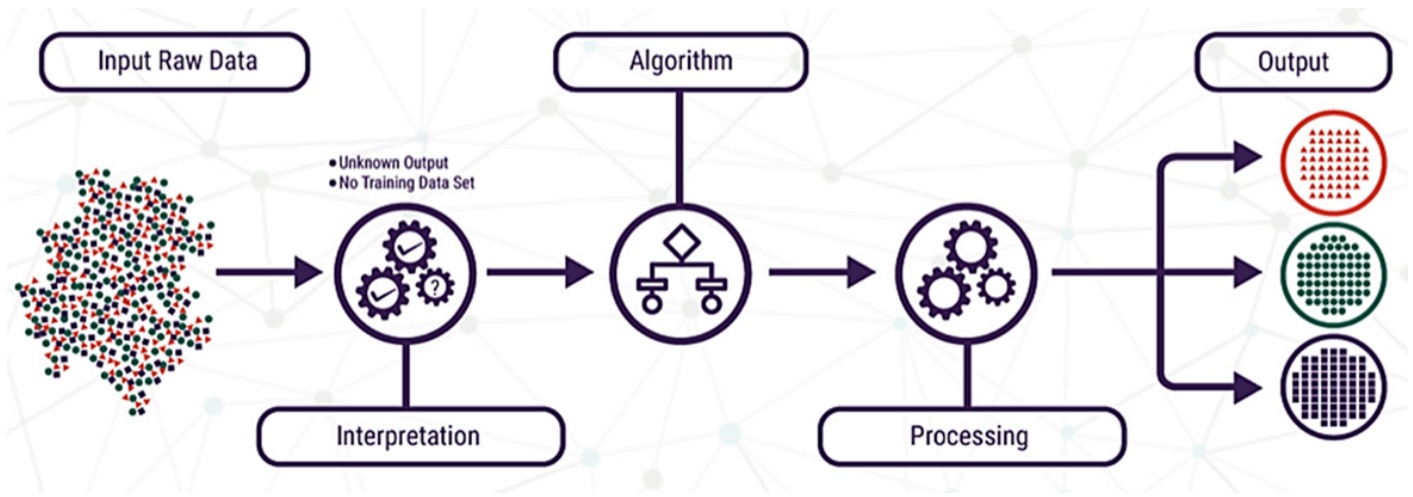 Input Raw Data
Algorithm
Output
• Unknown Output
• No Training Data Set
?
Interpretation
Processing